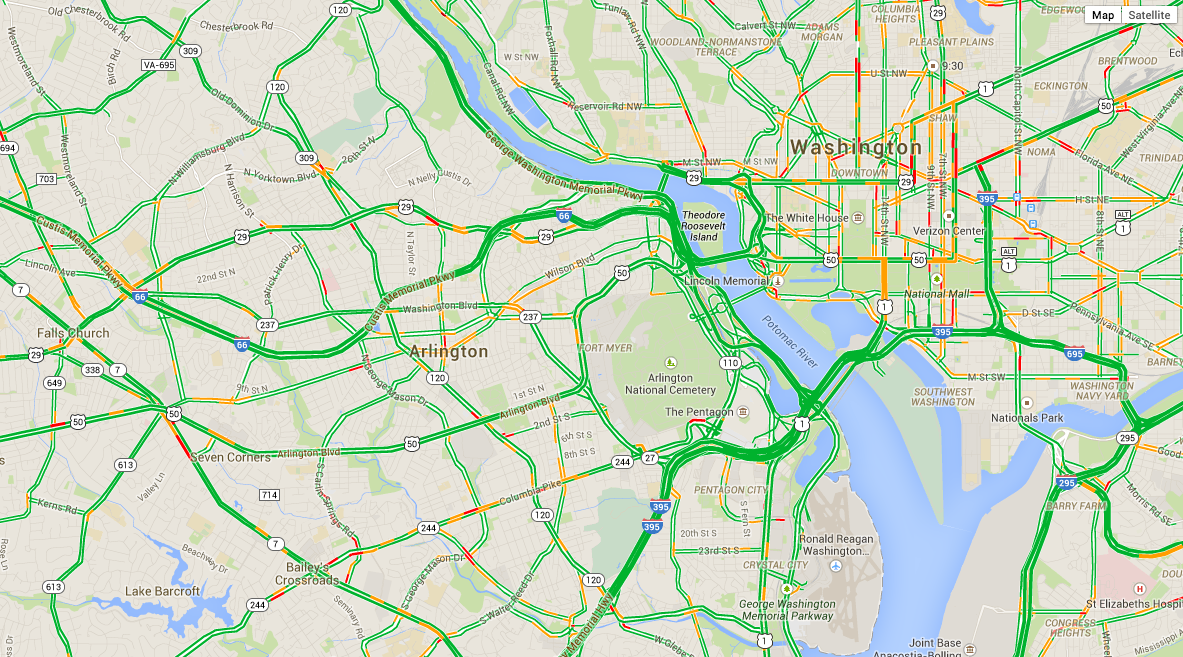 Old Chesterbrook Rd
Chesterbrook Rd
120
Tunlaw Rd NW
Calvert St NW
ADAMS
MORGAN
COLUMBIA
HEIGHTS
29
EDGEWO
Map
Satellite
Westmoreland St
Birch Rd
309
VA-695
W St NW
Foxhall Rd NW
WOODLAND-NORMANSTONE
TERRACE
PLEASANT PLAINS
9:30
BRENTWOOD
U St NW
120
Canal Rd NW
1
North Capitol St NW
ECKINGTON
Old Dominion Dr
Reservoir Rd NW
50
West Virginia Ave NE
SHAW
694
N Williamsburg Blvd
Westmoreland St
309
26th St N
George Washington Memorial Pkwy
Washington
M St NW
M St NW
NOMA
Florida Ave NE
TRINIDAD
703
N Harrison St
N Yorktown Blvd
N Nelly Custis Dr
29
DOWNTOWN
29
9th St NW
7th St NW
395
H St NE
29
66
Theodore
Roosevelt
Island
The White House
14th St NW
Verizon Center
ALT
1
8th St NE
Custis Memorial Pkwy
29
29
N Taylor St
Lincoln Ave
22nd St N
Patrick Henry Dr
Wilson Blvd
50
50
50
ALT
1
Lincoln Memorial
National Mall
7
66
Custis Memorial Pkwy
Washington Blvd
1
Falls Church
237
237
Potomac River
D St SE
Pennsylvania Ave SE
29
66
395
695
338
7
Arlington
FORT MYER
649
120
Arlington
National Cemetery
110
M St SW
BARNEY
9th St N
N George Mason Dr
1st St N
Arlington Blvd
SOUTHWEST
WASHINGTON
WASHINGTON
NAVY YARD
50
50
2nd St S
The Pentagon
1
Nationals Park
50
6th St S
8th St S
295
Seven Corners
Arlington Blvd
613
Valley Ln
244
27
Good
714
S Carlin Springs Rd
Columbia Pike
PENTAGON CITY
295
Morris Rd SE
Kerns Rd
395
395
S Fern St
BARRY FARM
120
244
20th St S
Ronald Reagan
Washington...
7
Beachwey Dr
23rd St S
CRYSTAL CITY
Rose Ln
Bailey's
Crossroads
S George Mason Dr
613
Lake Barcroft
120
S Walter Reed Dr
244
Seminary Rd
George Washington
Memorial Parkway
St Elizabeths Hospi
DOU
CONGRESS
HEIGHTS
y Memorial Hwy
W Glebe
1
Joint Base
Anacostia-Bolling
Wheele
Mississippi A